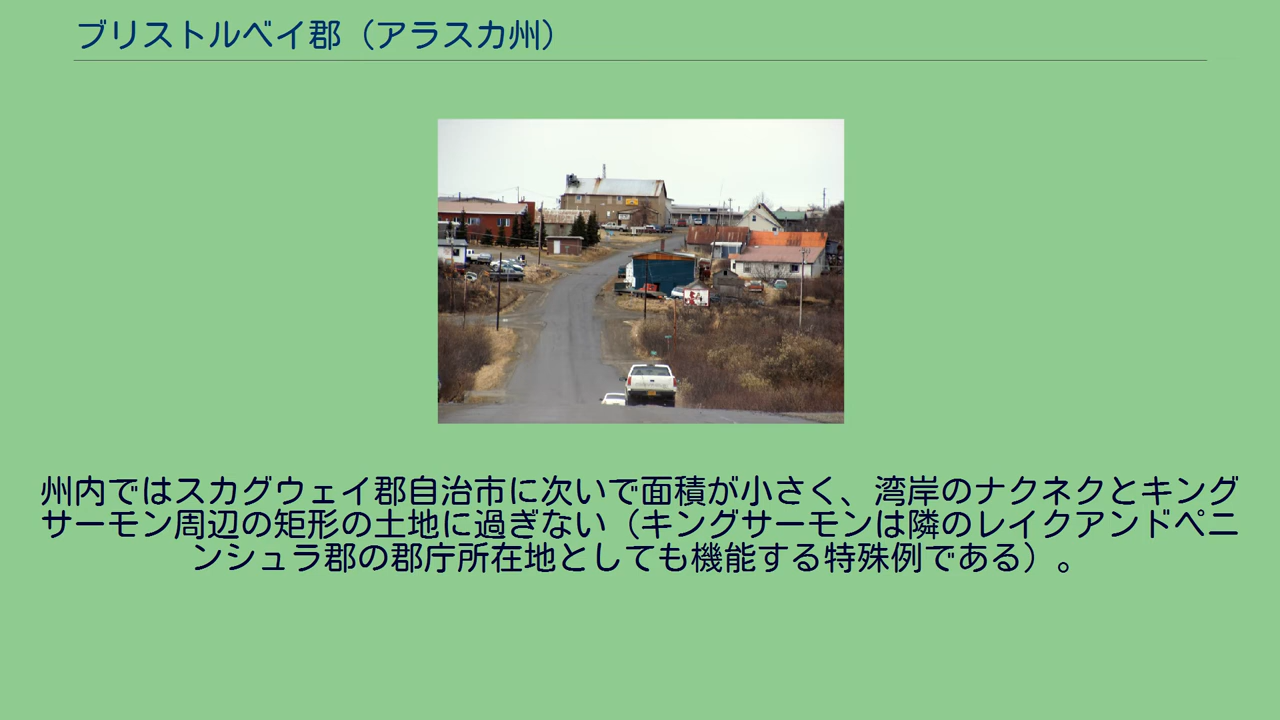 ブリストルベイ郡（アラスカ州）
州内ではスカグウェイ郡自治市に次いで面積が小さく、湾岸のナクネクとキング
サーモン周辺の矩形の土地に過ぎない（キングサーモンは隣のレイクアンドペニ
ンシュラ郡の郡庁所在地としても機能する特殊例である）。